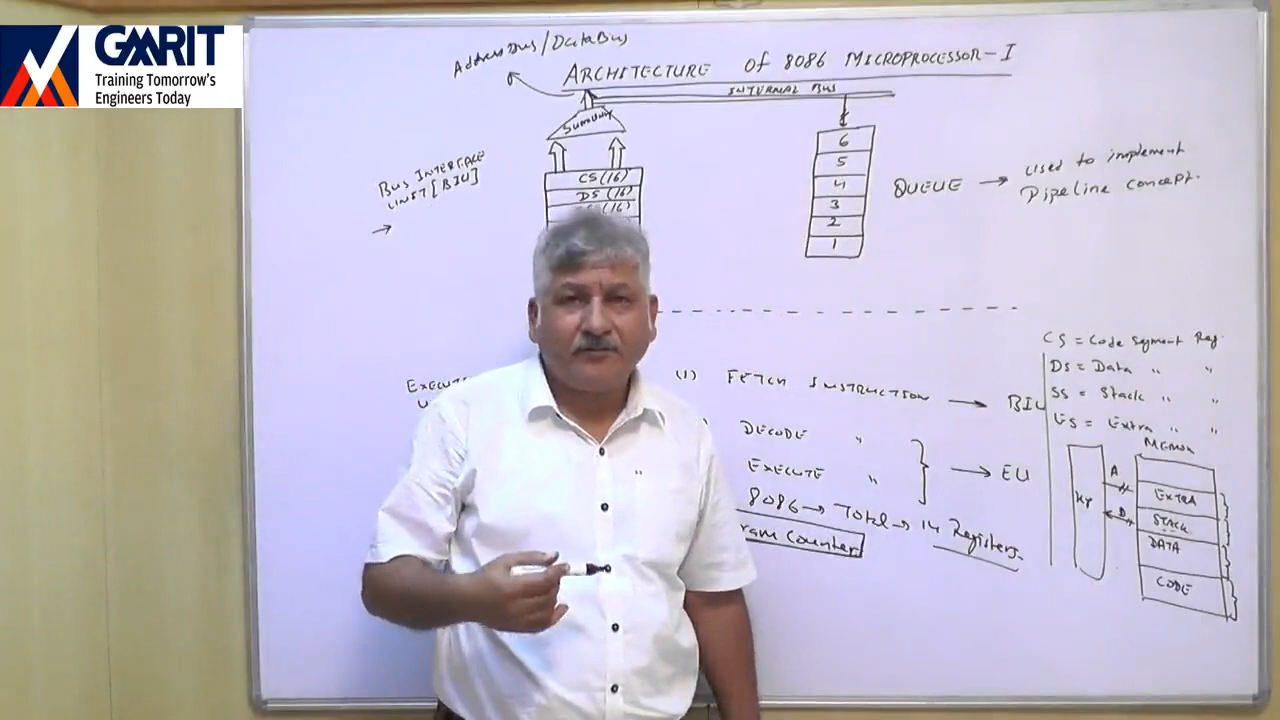 GMRIT
Training Tomorrow's
Engineers Today
Address Bus/Data Bus
ARCHITECTURE of 8086 MICROPROCESSOR-I
INTERNAL BUS
Summing
BUS INTERFACE
UNIT [BIU]
CS (16)
DS (16)
(16)
6
5
4
3
2
1
QUEUE → Used to implement
Pipeline concept.
EXECUT
U
(1) FETCH INSTRUCTION → BIU
DECODE "
EXECUTE " → EU
8086 → Total → 14 Registers
ram Counter
CS = Code Segment Reg.
DS = Data " "
SS = Stack " "
ES = Extra " "
MEMORY
A
D
EXTRA
STACK
DATA
CODE